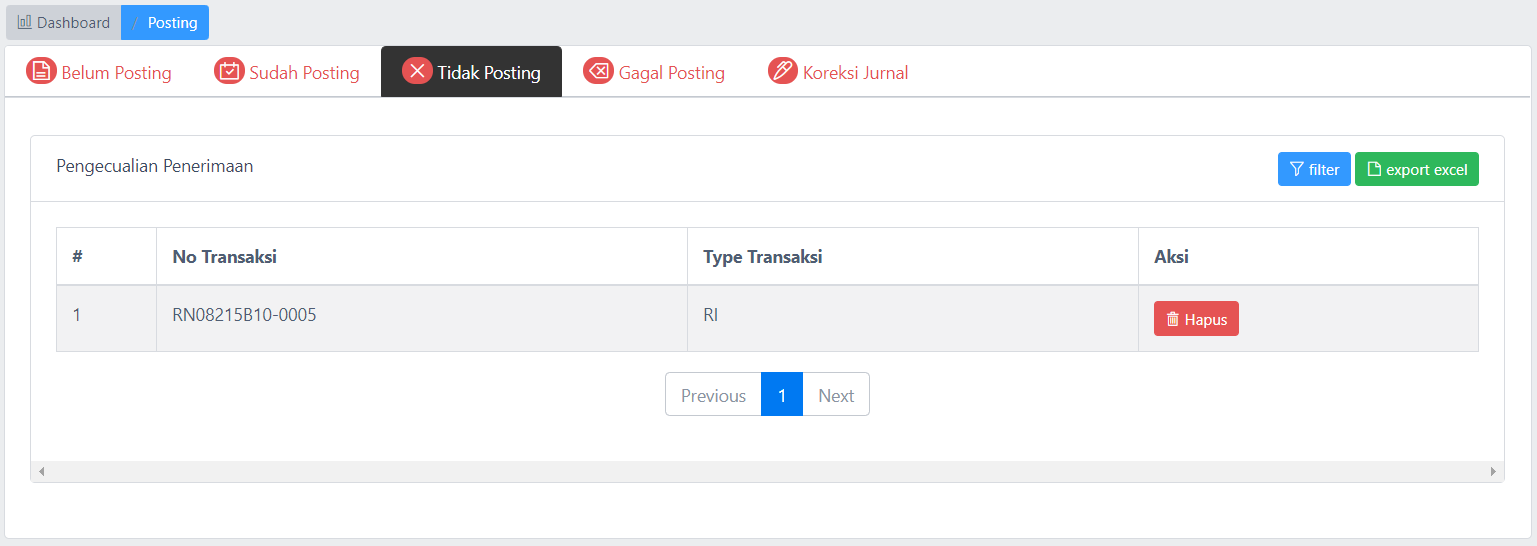 Dashboard / Posting
Belum Posting Sudah Posting Tidak Posting Gagal Posting Koreksi Jurnal
Pengecualian Penerimaan filter export excel
# No Transaksi Type Transaksi Aksi
1 RN08215B10-0005 RI Hapus
Previous 1 Next